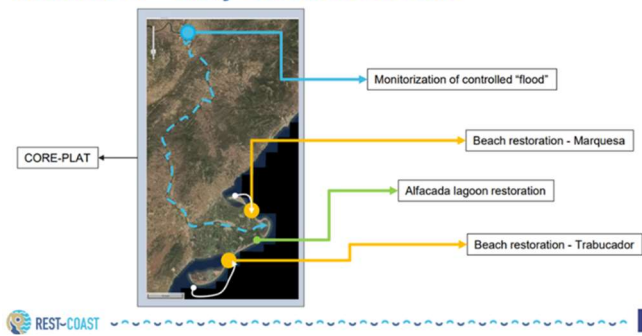 Monitorization of controlled "flood"
Beach restoration - Marquesa
CORE-PLAT
Alfacada lagoon restoration
Beach restoration - Trabucador
REST~COAST